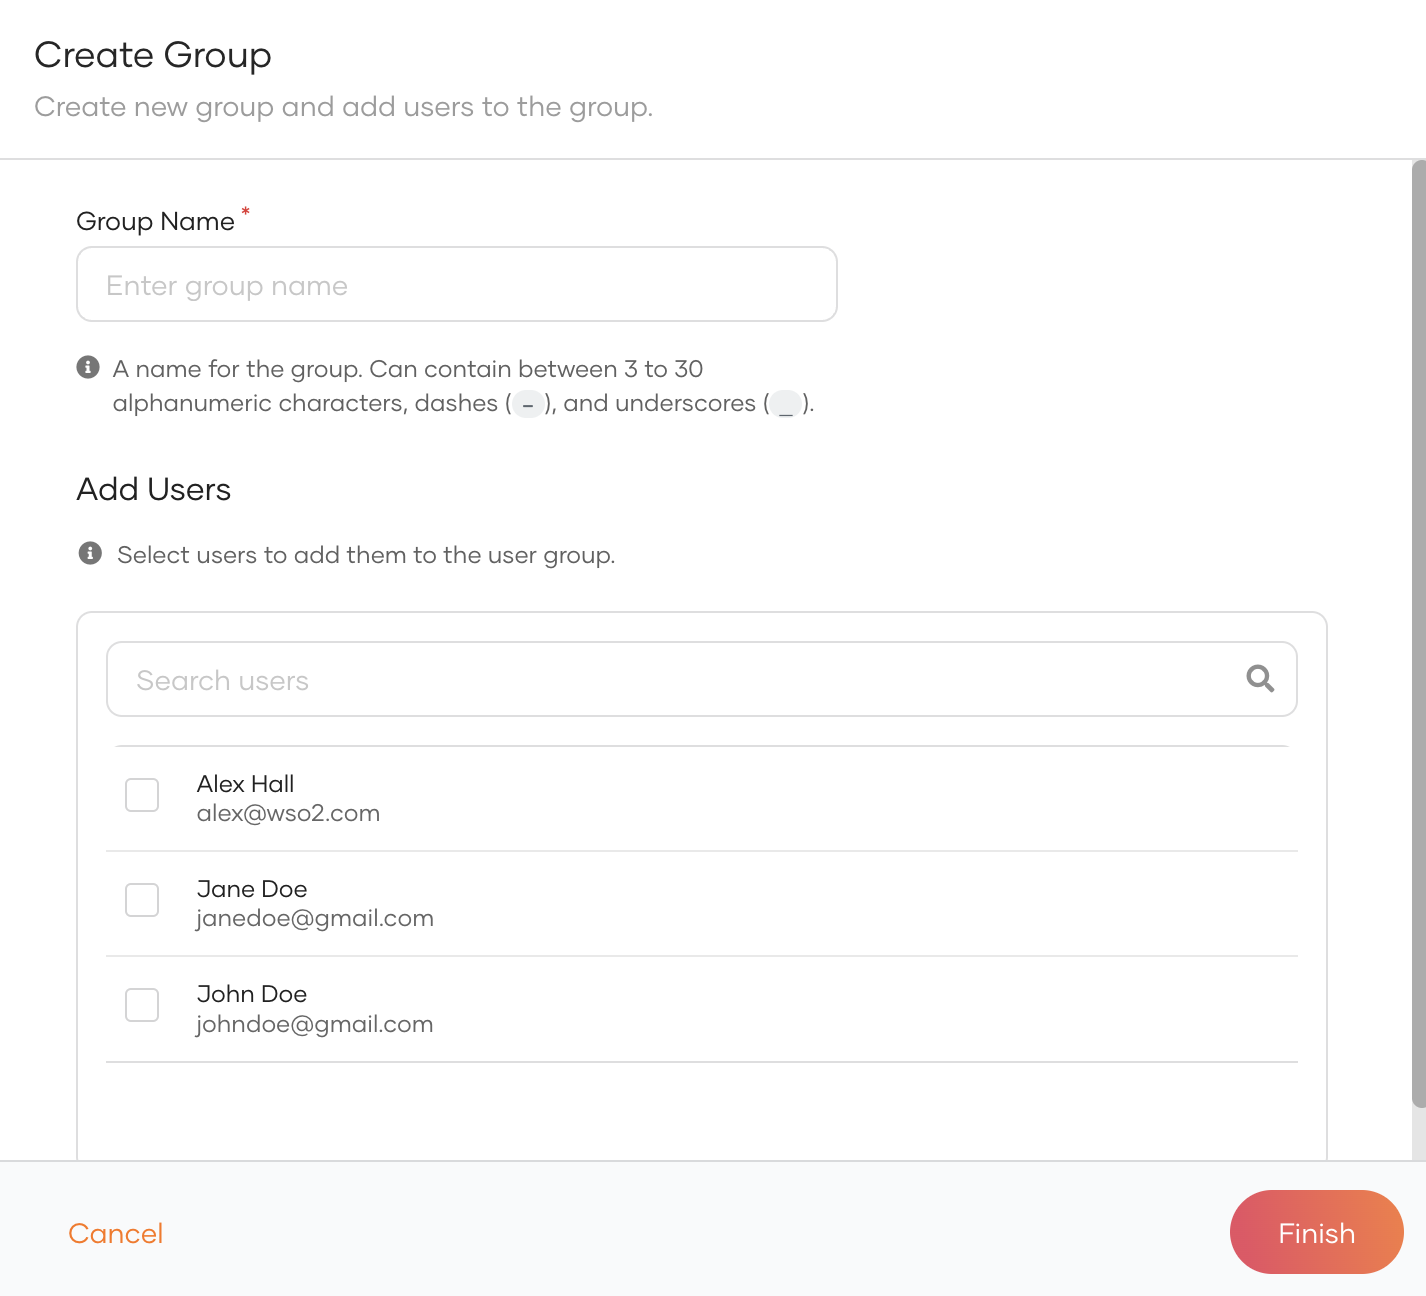 Create Group
Create new group and add users to the group.
Group Name *
Enter group name
A name for the group. Can contain between 3 to 30
alphanumeric characters, dashes ( - ), and underscores ( _ ).
Add Users
Select users to add them to the user group.
Search users
Alex Hall
alex@wso2.com
Jane Doe
janedoe@gmail.com
John Doe
johndoe@gmail.com
Cancel
Finish